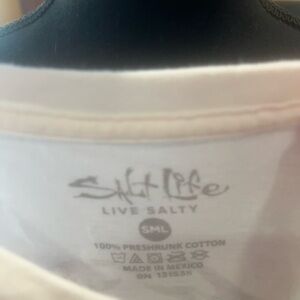 Salt Life
LIVE SALTY
SML
100% PRESHRUNK COTTON
MADE IN MEXICO